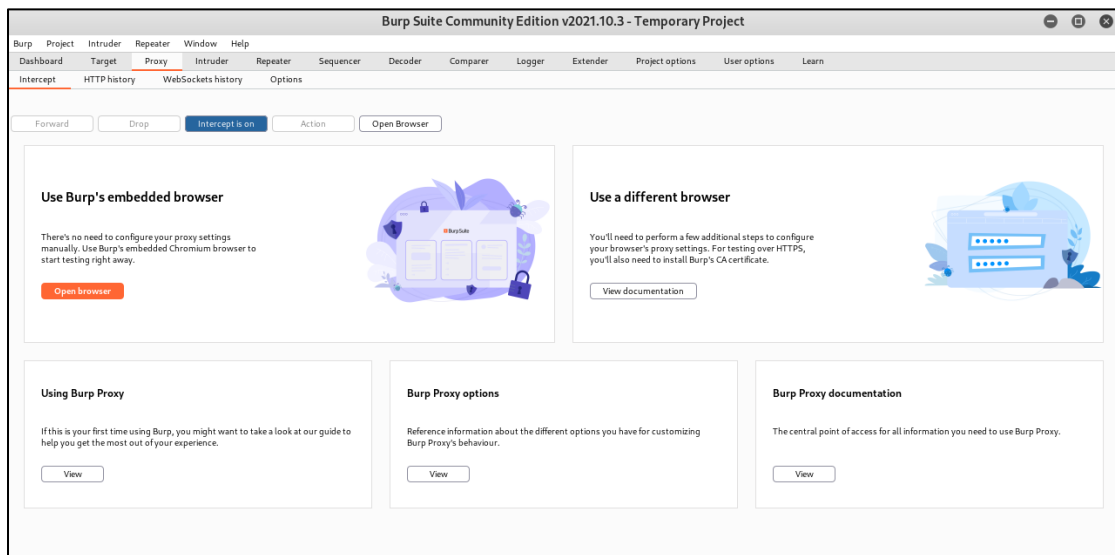 Burp Suite Community Edition v2021.10.3 - Temporary Project
Burp Project Intruder Repeater Window Help
Dashboard Target Proxy Intruder Repeater Sequencer Decoder Comparer Logger Extender Project options User options Learn
Intercept HTTP history WebSockets history Options
Forward Drop Intercept is on Action Open Browser
Use Burp's embedded browser
There's no need to configure your proxy settings
manually. Use Burp's embedded Chromium browser to
start testing right away.
Open browser
BurpSuite
Use a different browser
You'll need to perform a few additional steps to configure
your browser's proxy settings. For testing over HTTPS,
you'll also need to install Burp's CA certificate.
View documentation
Using Burp Proxy
If this is your first time using Burp, you might want to take a look at our guide to
help you get the most out of your experience.
View
Burp Proxy options
Reference information about the different options you have for customizing
Burp Proxy's behaviour.
View
Burp Proxy documentation
The central point of access for all information you need to use Burp Proxy.
View